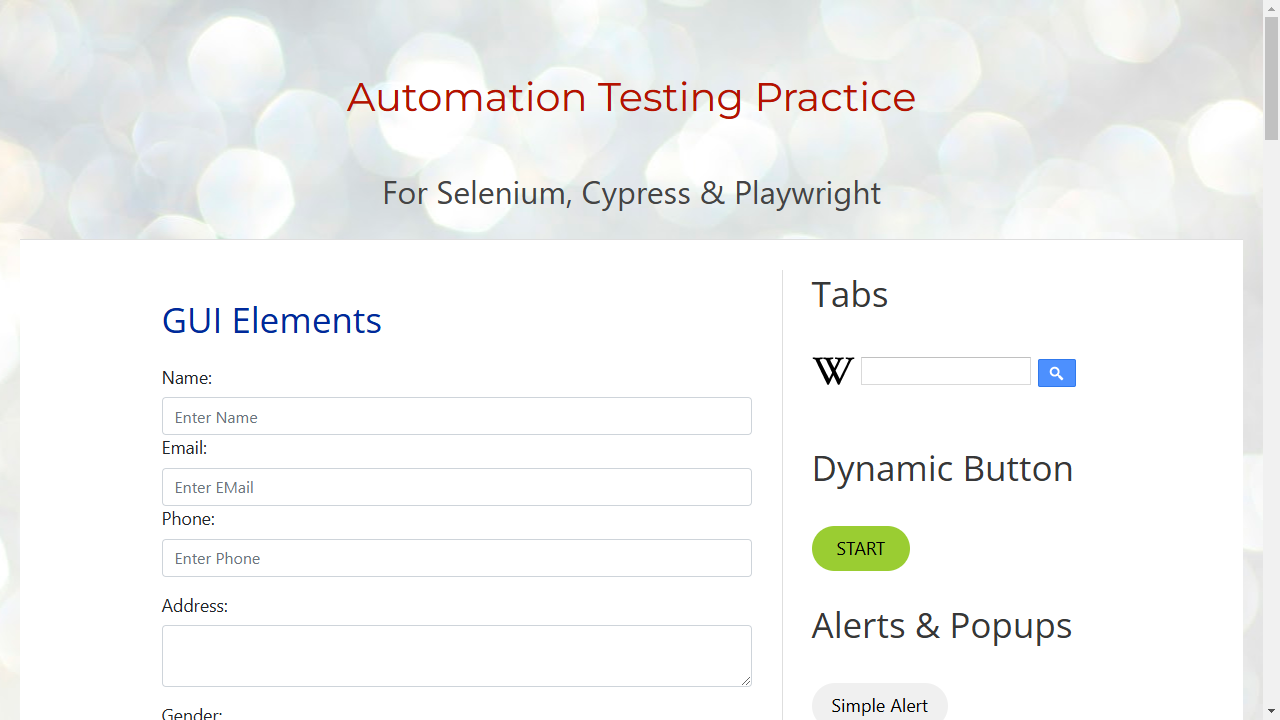 Automation Testing Practice
For Selenium, Cypress & Playwright
GUI Elements
Name:
Enter Name
Email:
Enter EMail
Phone:
Enter Phone
Address:
Gender:
Tabs
W
Dynamic Button
START
Alerts & Popups
Simple Alert